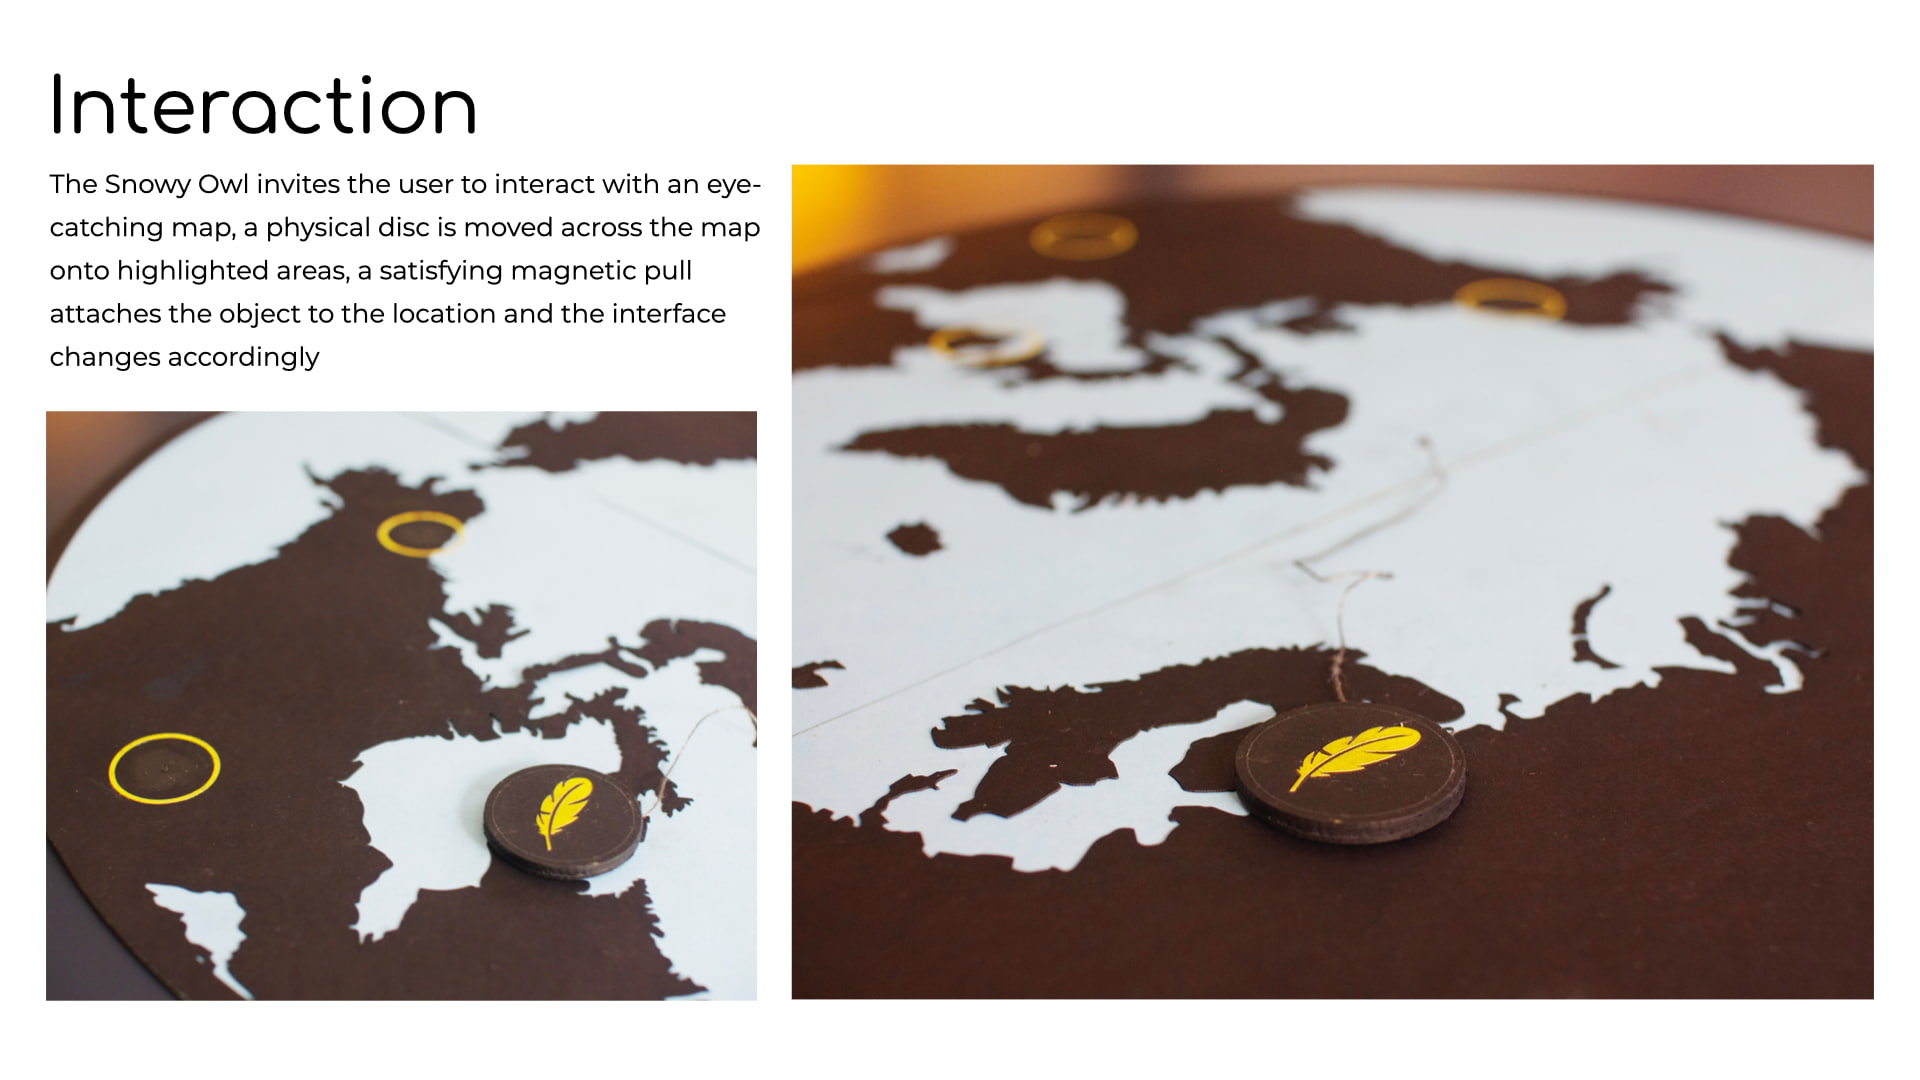 Interaction
The Snowy Owl invites the user to interact with an eye-
catching map, a physical disc is moved across the map
onto highlighted areas, a satisfying magnetic pull
attaches the object to the location and the interface
changes accordingly